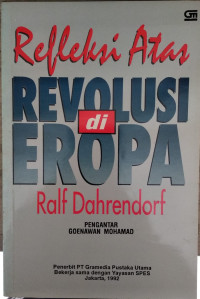 GM
Refleksi Atas
REVOLUSI
di
EROPA
Ralf Dahrendorf
PENGANTAR
GOENAWAN MOHAMAD
Penerbit PT Gramedia Pustaka Utama
Bekerja sama dengan Yayasan SPES
Jakarta, 1992